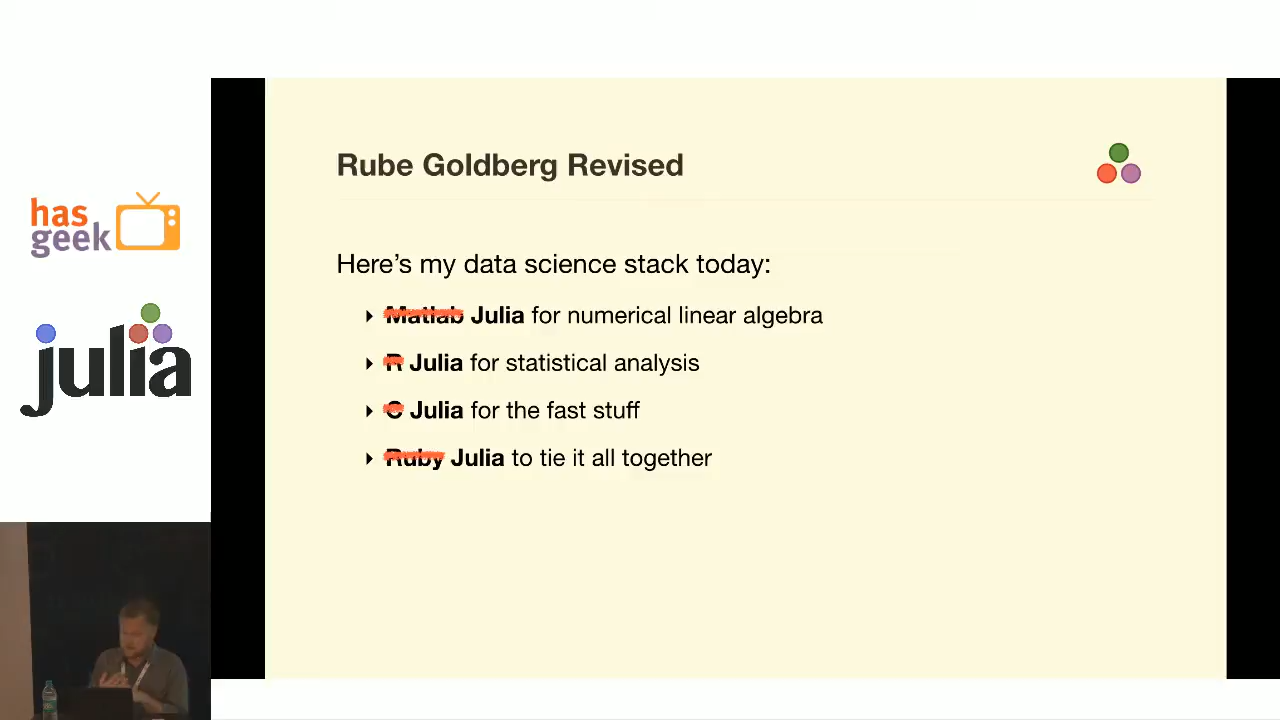 has
geek
julia
Rube Goldberg Revised
Here's my data science stack today:
Matlab Julia for numerical linear algebra
R Julia for statistical analysis
C Julia for the fast stuff
Ruby Julia to tie it all together